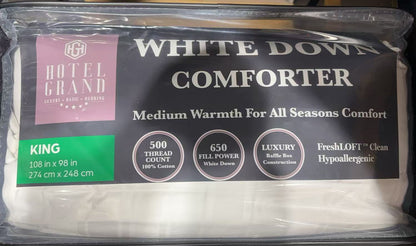 WHITE DOWN
COMFORTER
HOTEL
GRAND
LUXURY • BASIC • BEDDING
Medium Warmth For All Seasons Comfort
KING
108 in x 98 in
274 cm x 248 cm
500
THREAD
COUNT
100% Cotton
650
FILL POWER
White Down
LUXURY
Baffle Box
Construction
FreshLOFT™ Clean
Hypoallergenic